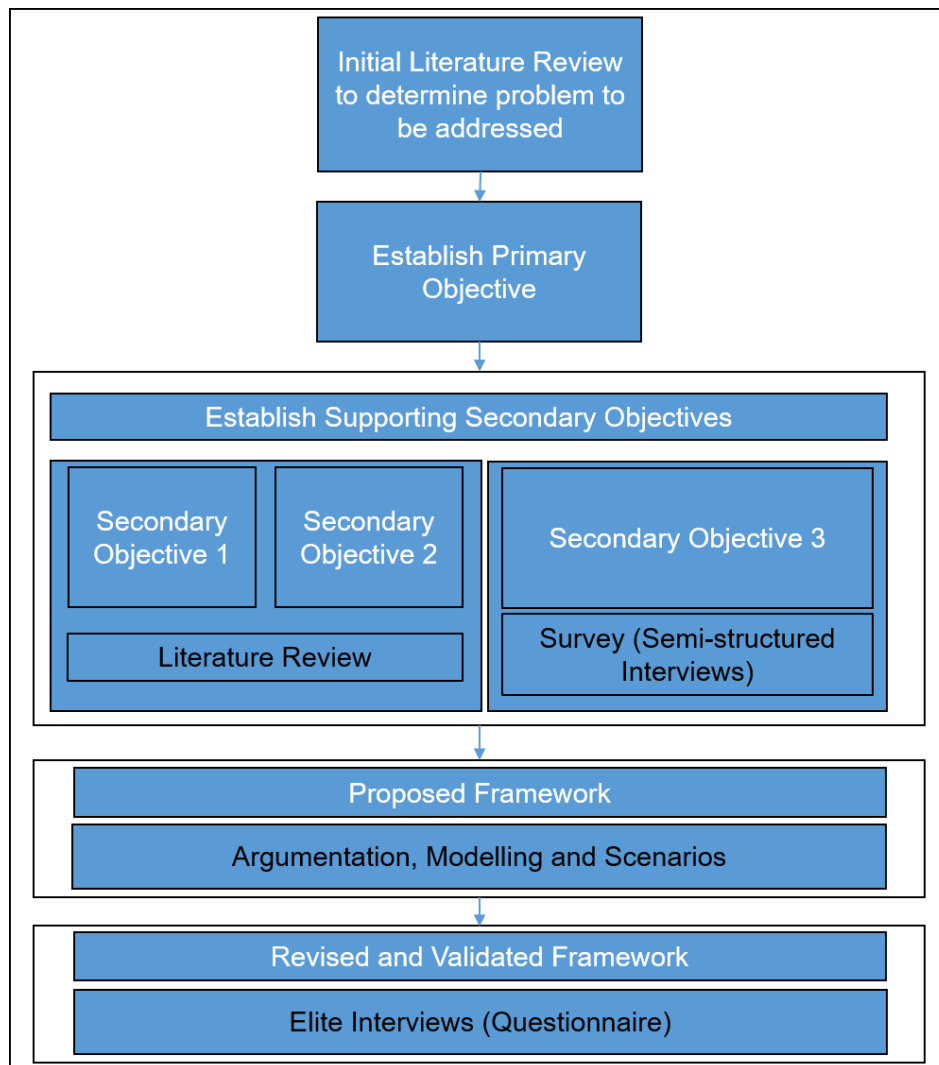 Initial Literature Review
to determine problem to
be addressed
Establish Primary
Objective
Establish Supporting Secondary Objectives
Secondary
Objective 1
Secondary
Objective 2
Literature Review
Secondary Objective 3
Survey (Semi-structured
Interviews)
Proposed Framework
Argumentation, Modelling and Scenarios
Revised and Validated Framework
Elite Interviews (Questionnaire)